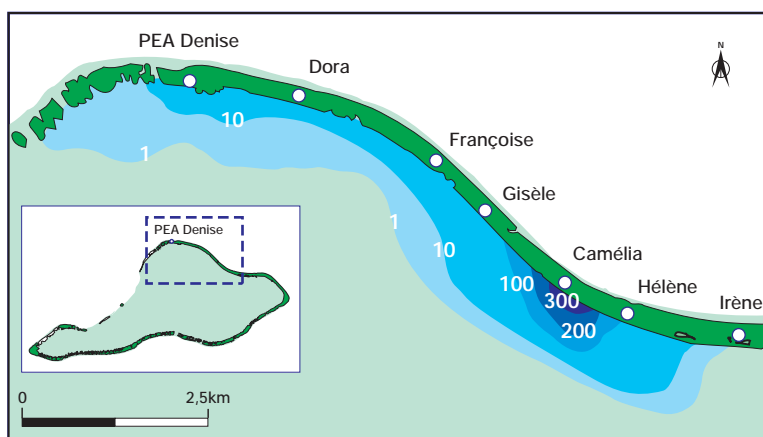 N
PEA Denise
Dora
Françoise
Gisèle
Camélia
Hélène
Irène
10
1
1
10
100
300
200
PEA Denise
0
2,5km